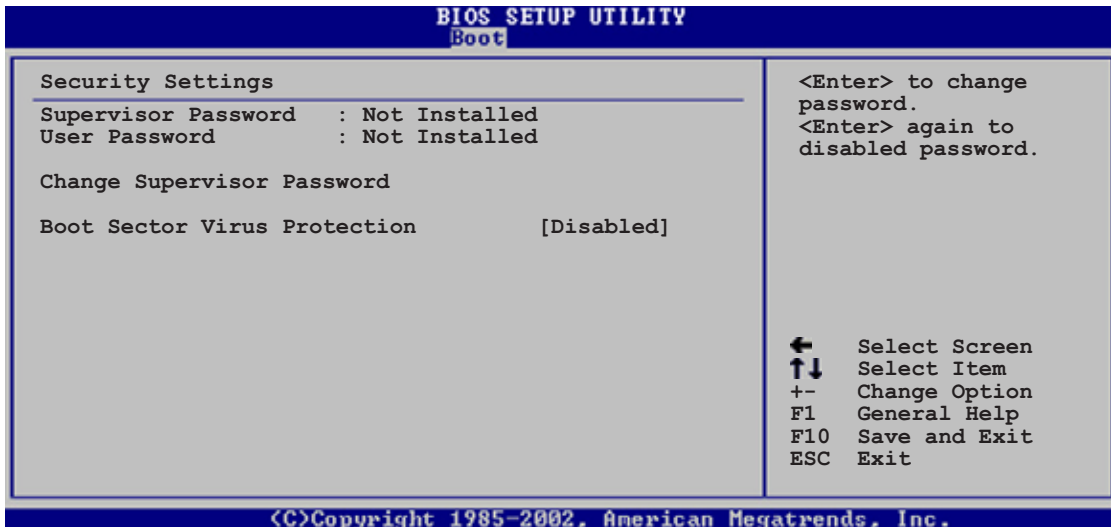 BIOS SETUP UTILITY
Boot
Security Settings
Supervisor Password : Not Installed
User Password : Not Installed
Change Supervisor Password
Boot Sector Virus Protection [Disabled]
<Enter> to change
password.
<Enter> again to
disabled password.
← Select Screen
↑↓ Select Item
+- Change Option
F1 General Help
F10 Save and Exit
ESC Exit
(C)Copyright 1985-2002, American Megatrends, Inc.